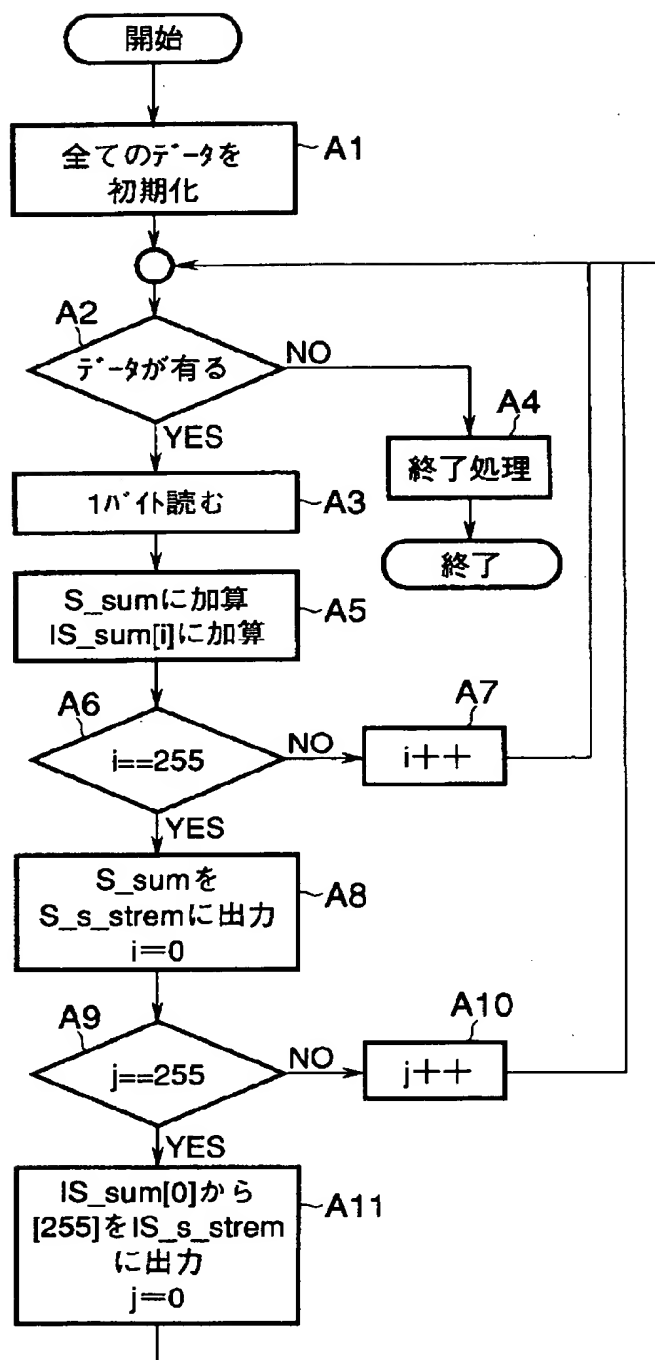 開始
全てのデータを
初期化
A1
A2
データが有る
NO
YES
A4
終了処理
終了
1バイト読む
A3
S_sumに加算
IS_sum[i]に加算
A5
A6
i==255
NO
YES
A7
i++
S_sumを
S_s_stremに出力
i=0
A8
A9
j==255
NO
YES
A10
j++
IS_sum[0]から
[255]をIS_s_strem
に出力
j=0
A11